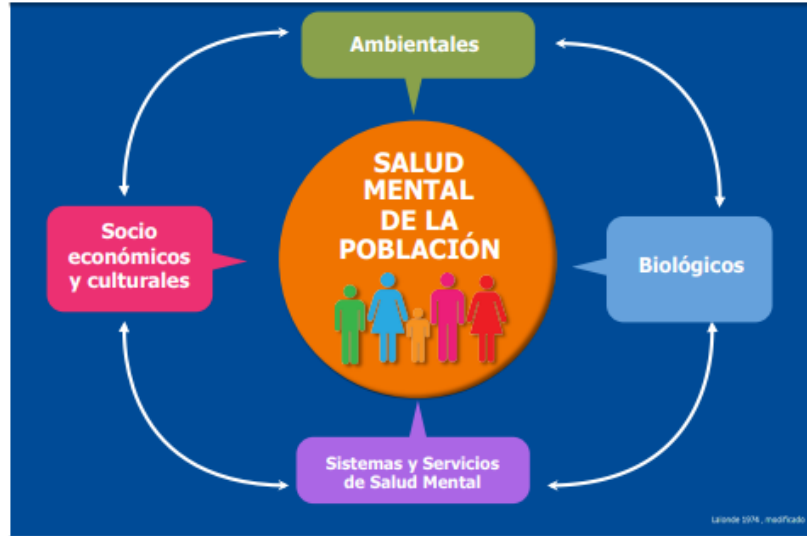 Ambientales
SALUD
MENTAL
DE LA
POBLACIÓN
Socio
económicos
y culturales
Biológicos
Sistemas y Servicios
de Salud Mental
Lalonde 1974 , modificado